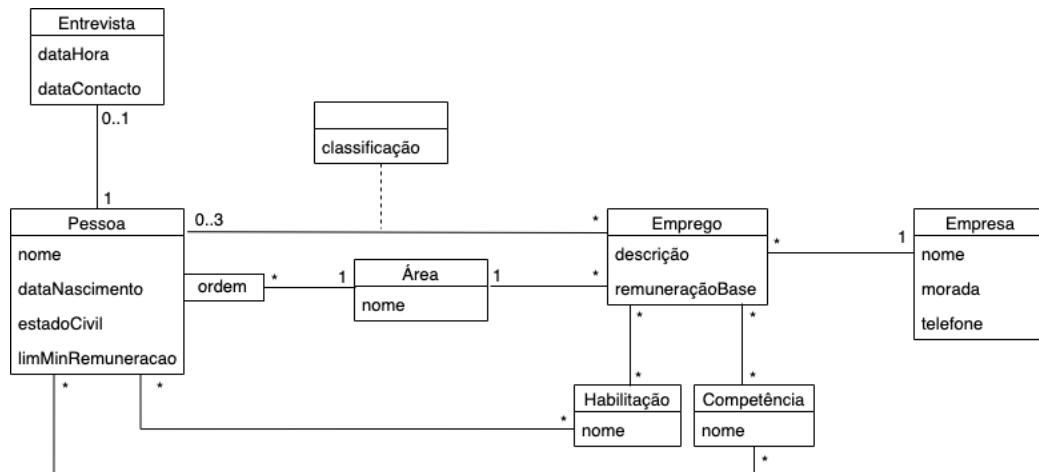 Entrevista
dataHora
dataContacto
0..1
classificação
1
Pessoa
nome
dataNascimento
estadoCivil
limMinRemuneracao
0..3
*
ordem
*
1
Área
nome
1
*
Emprego
descrição
remuneraçãoBase
*
1
Empresa
nome
morada
telefone
*
*
*
*
*
*
*
Habilitação
nome
Competência
nome
*